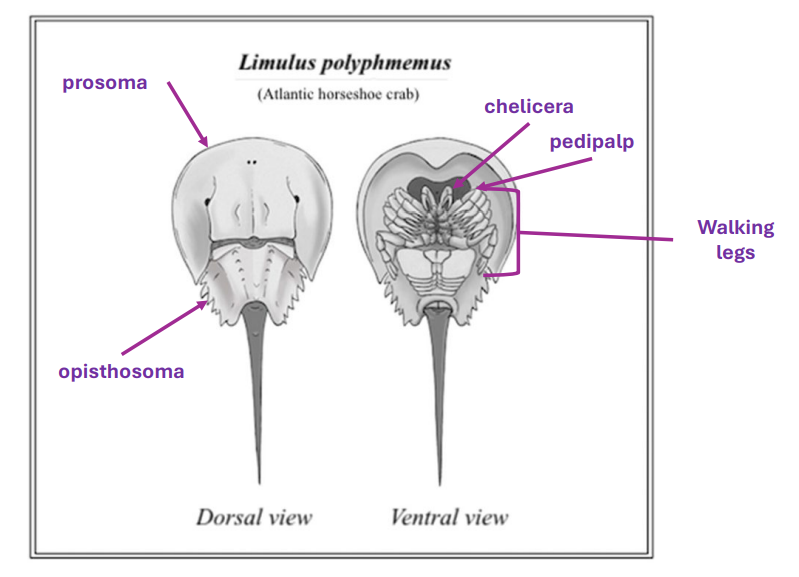 Limulus polyphmemus
(Atlantic horseshoe crab)
prosoma
chelicera
pedipalp
Walking
legs
opisthosoma
Dorsal view
Ventral view